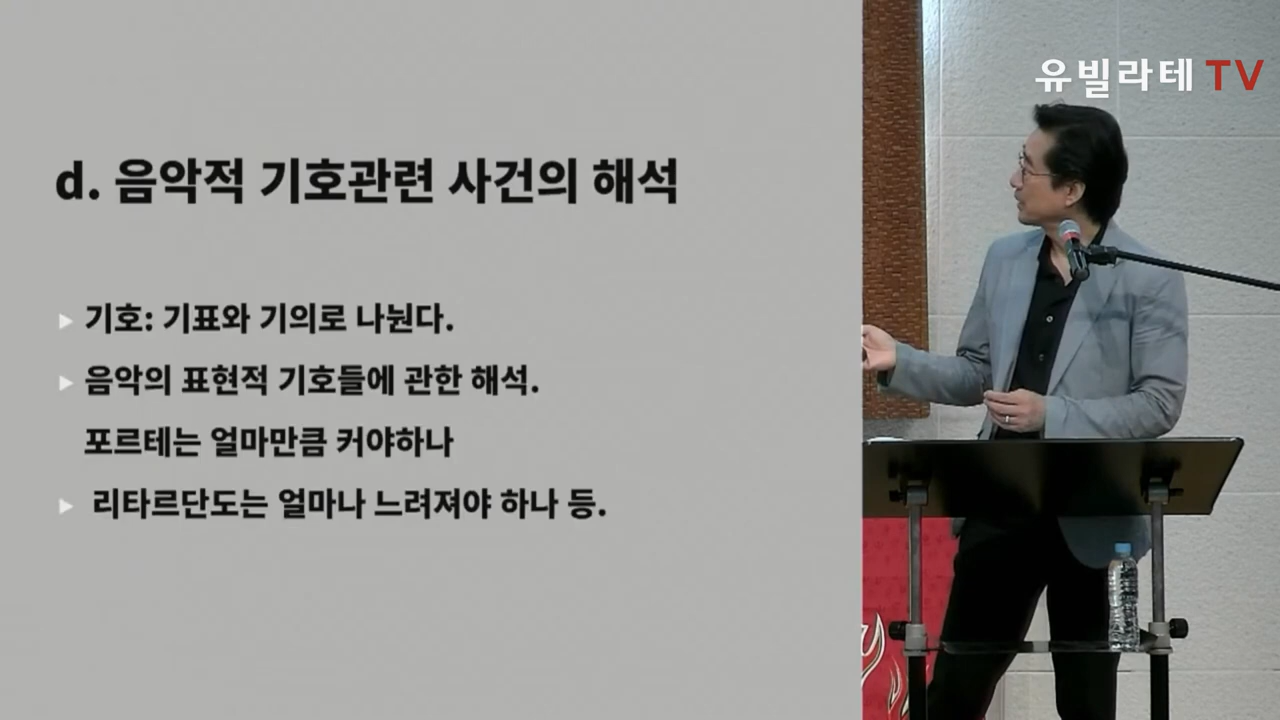 유빌라테 TV
d. 음악적 기호관련 사건의 해석
기호: 기표와 기의로 나뉜다.
음악의 표현적 기호들에 관한 해석.
포르테는 얼마만큼 커야하나
리타르단도는 얼마나 느려져야 하나 등.